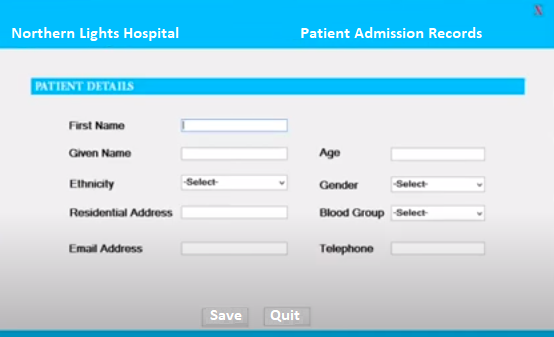 X
Northern Lights Hospital Patient Admission Records
PATIENT DETAILS
First Name
Given Name Age
Ethnicity -Select- Gender -Select-
Residential Address Blood Group -Select-
Email Address Telephone
Save Quit